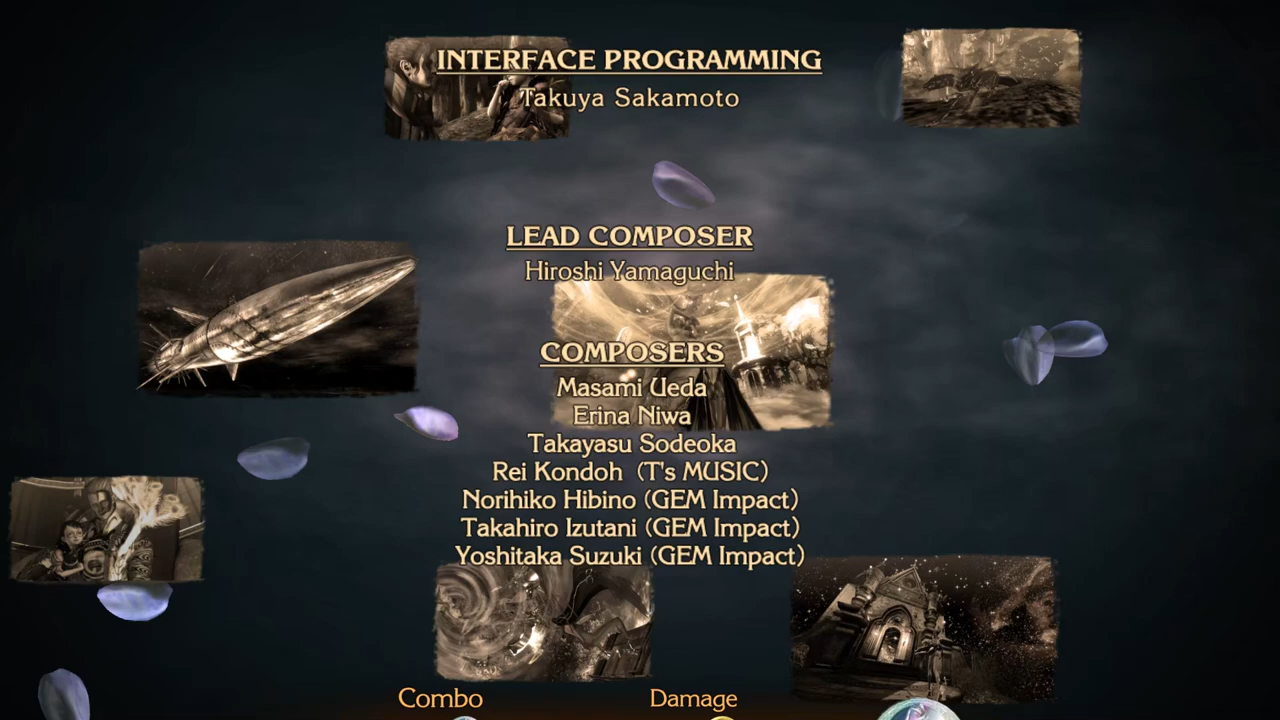 INTERFACE PROGRAMMING
Takuya Sakamoto
LEAD COMPOSER
Hiroshi Yamaguchi
COMPOSERS
Masami Ueda
Erina Niwa
Takayasu Sodeoka
Rei Kondoh (T's MUSIC)
Norihiko Hibino (GEM Impact)
Takahiro Izutani (GEM Impact)
Yoshitaka Suzuki (GEM Impact)
Combo Damage